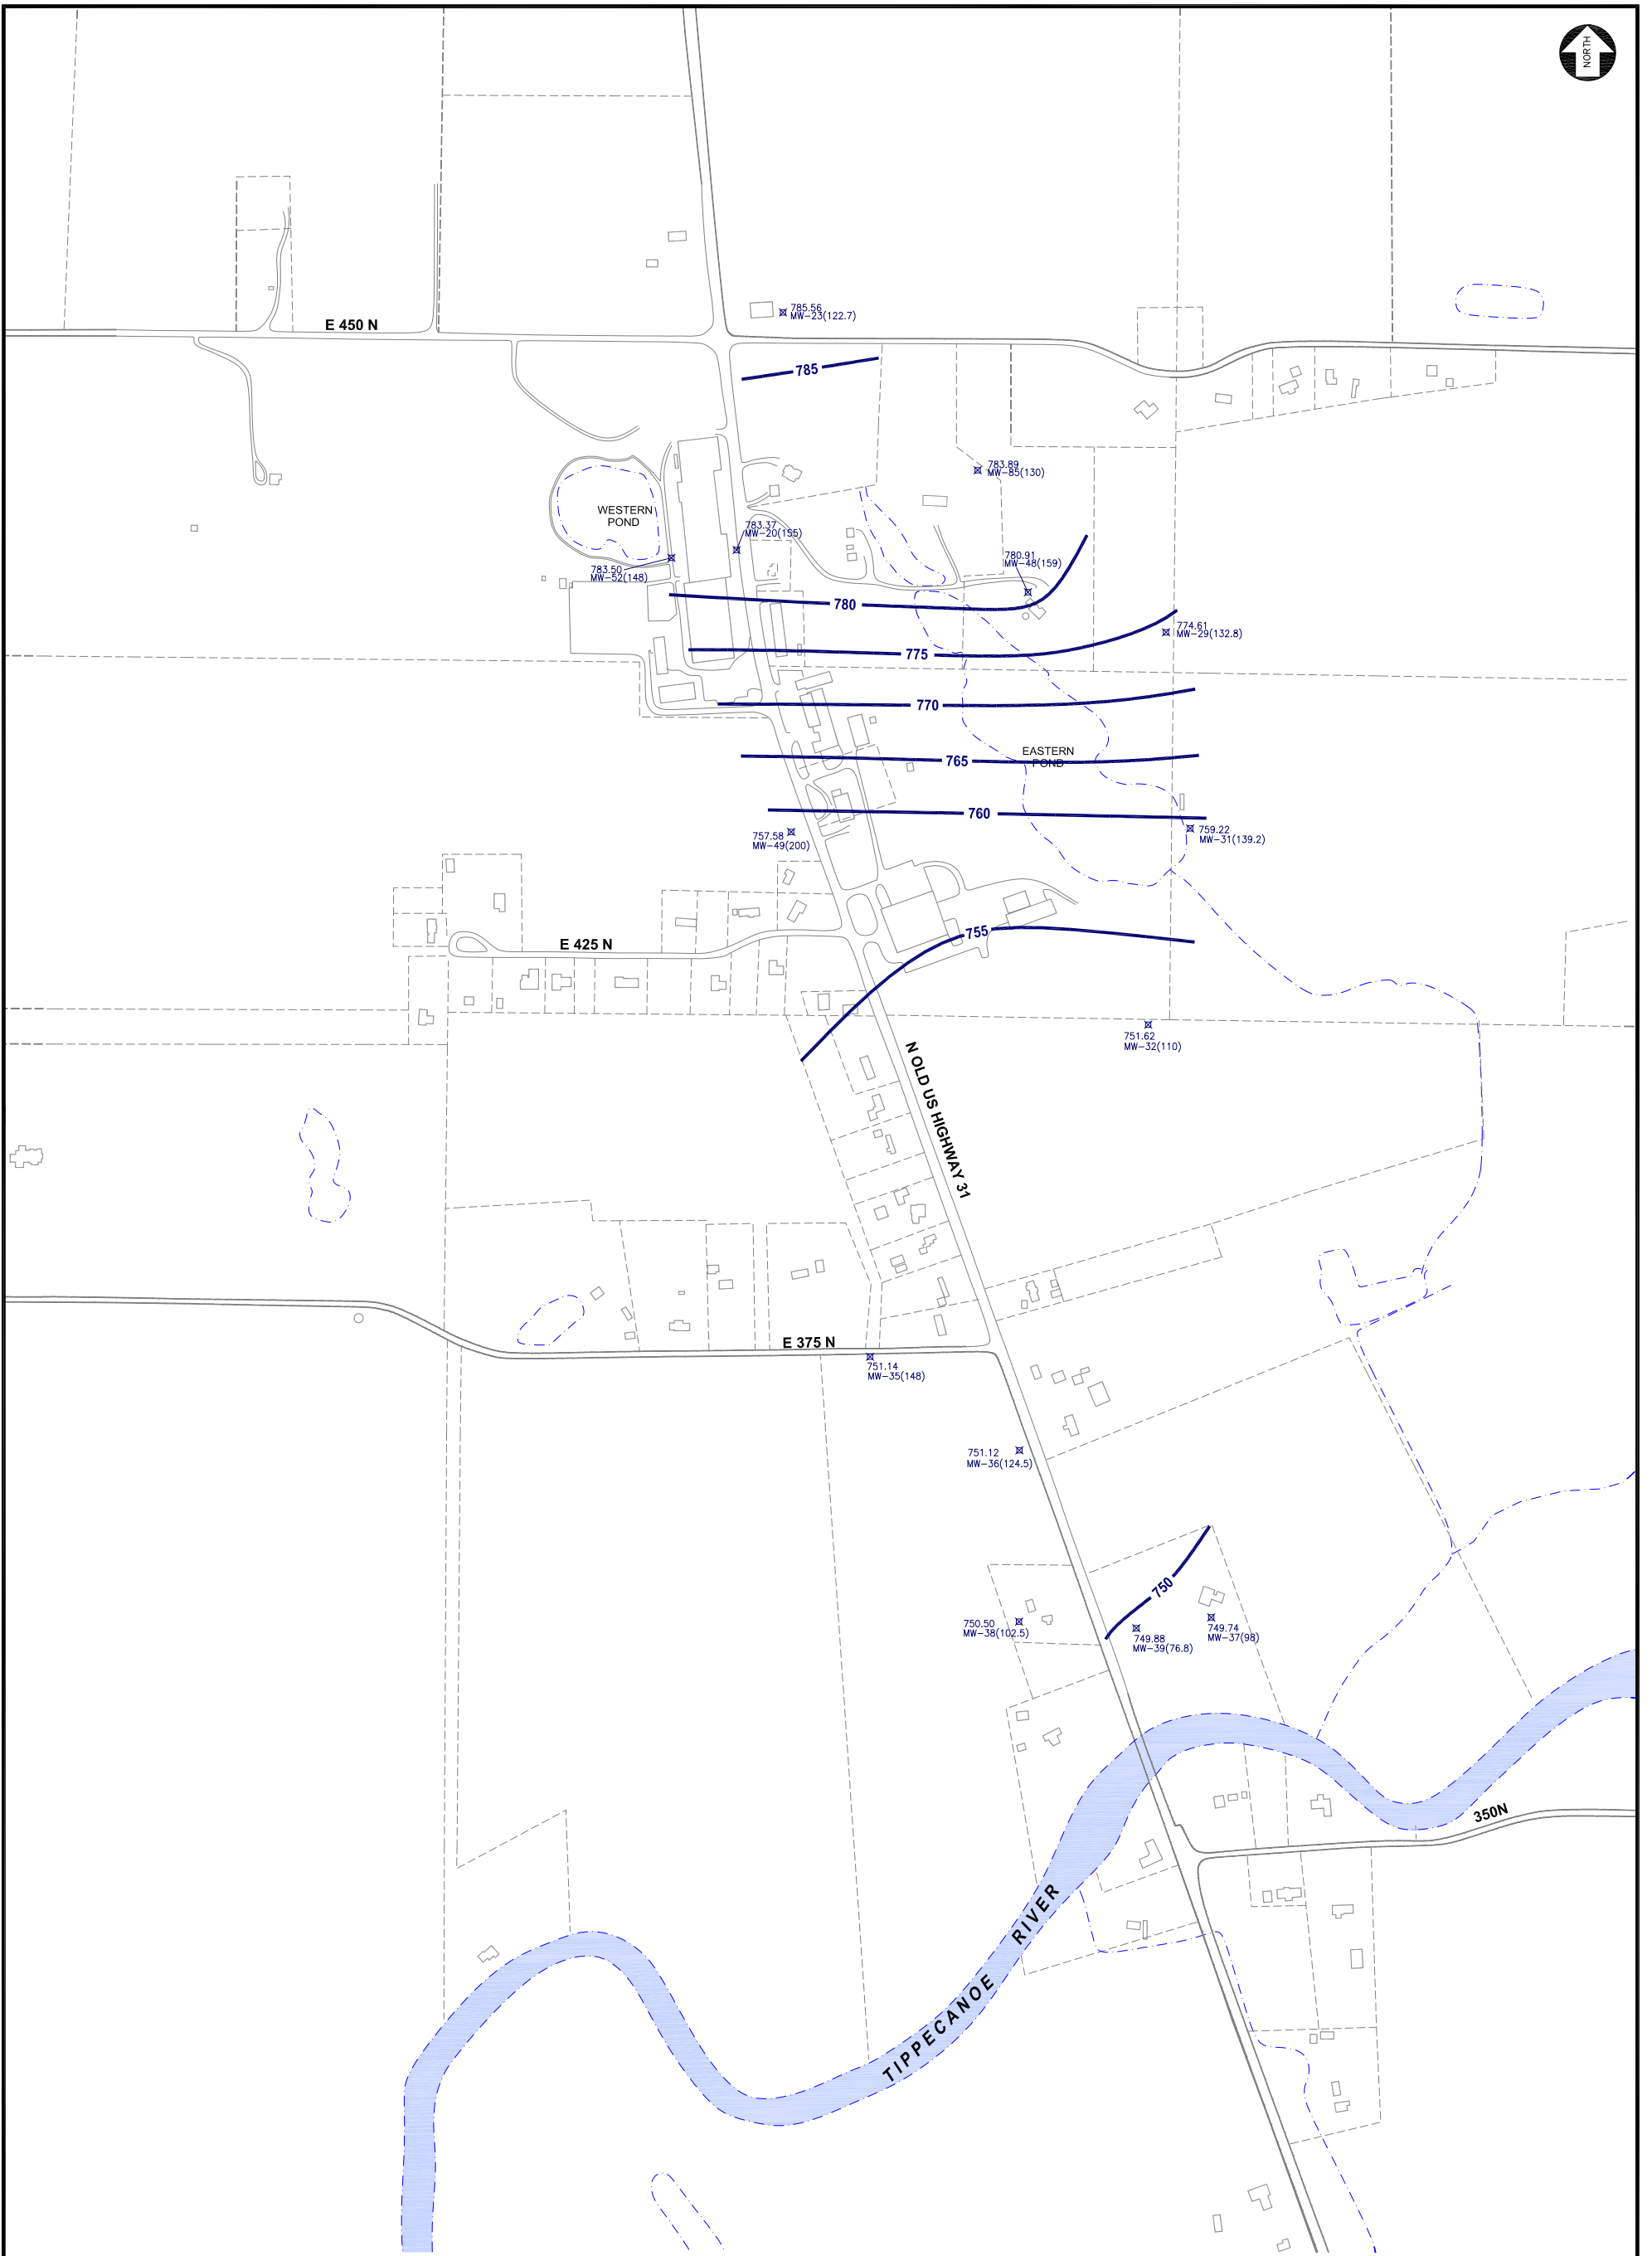 NORTH
785.56
MW-23(122.7)
E 450 N
785
783.89
MW-85(130)
WESTERN
POND
783.37
MW-20(155)
780.91
MW-48(159)
783.50
MW-52(148)
780
774.61
MW-29(132.8)
775
770
EASTERN
POND
765
760
757.58
MW-49(200)
759.22
MW-31(139.2)
755
E 425 N
751.62
MW-32(110)
N OLD US HIGHWAY 31
E 375 N
751.14
MW-35(148)
751.12
MW-36(124.5)
750
750.50
MW-38(102.5)
749.88
MW-39(76.8)
749.74
MW-37(98)
350N
TIPPECANOE RIVER